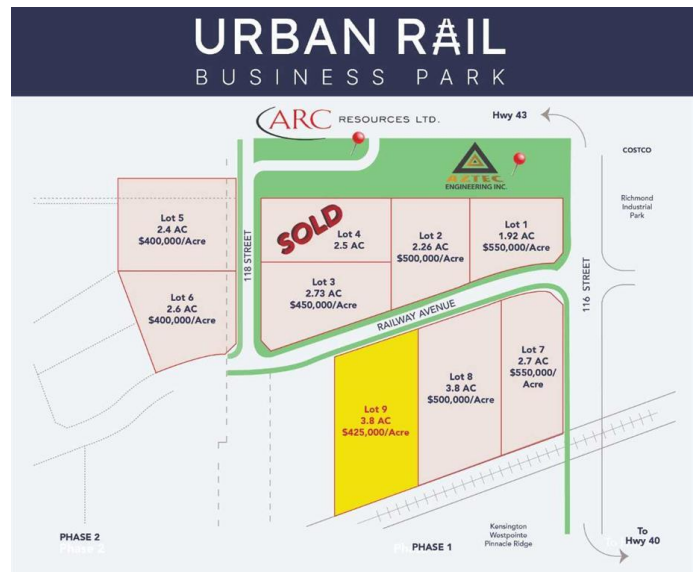 URBAN RAIL
BUSINESS PARK
ARC RESOURCES LTD.
Hwy 43
COSTCO
AZTEC
ENGINEERING INC.
Richmond
Industrial
Park
Lot 5
2.4 AC
$400,000/Acre
118 STREET
SOLD
Lot 4
2.5 AC
Lot 2
2.26 AC
$500,000/Acre
Lot 1
1.92 AC
$550,000/Acre
Lot 6
2.6 AC
$400,000/Acre
Lot 3
2.73 AC
$450,000/Acre
116 STREET
RAILWAY AVENUE
Lot 7
2.7 AC
$550,000/
Acre
Lot 8
3.8 AC
$500,000/Acre
Lot 9
3.8 AC
$425,000/Acre
PHASE 2
Phase 2
PHASE 1
Kensington
Westpointe
Pinnacle Ridge
To
Hwy 40